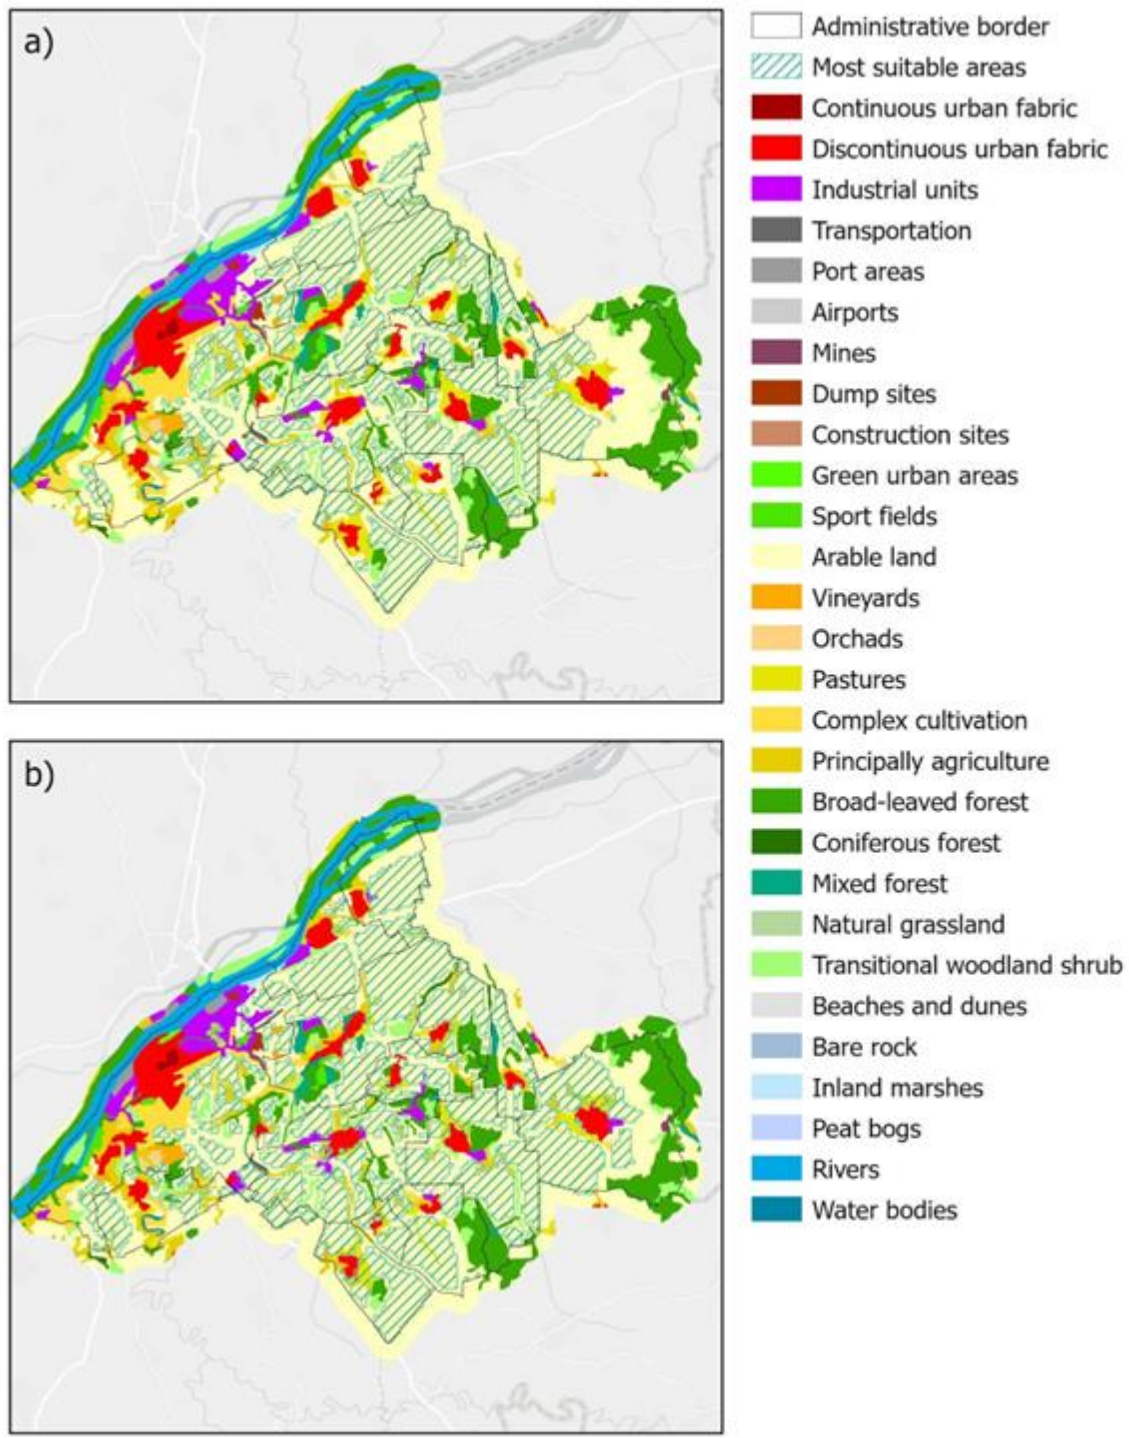 a)
Administrative border
Most suitable areas
Continuous urban fabric
Discontinuous urban fabric
Industrial units
Transportation
Port areas
Airports
Mines
Dump sites
Construction sites
Green urban areas
Sport fields
Arable land
Vineyards
Orchads
Pastures
Complex cultivation
Principally agriculture
Broad-leaved forest
Coniferous forest
Mixed forest
Natural grassland
Transitional woodland shrub
Beaches and dunes
Bare rock
Inland marshes
Peat bogs
Rivers
Water bodies
b)